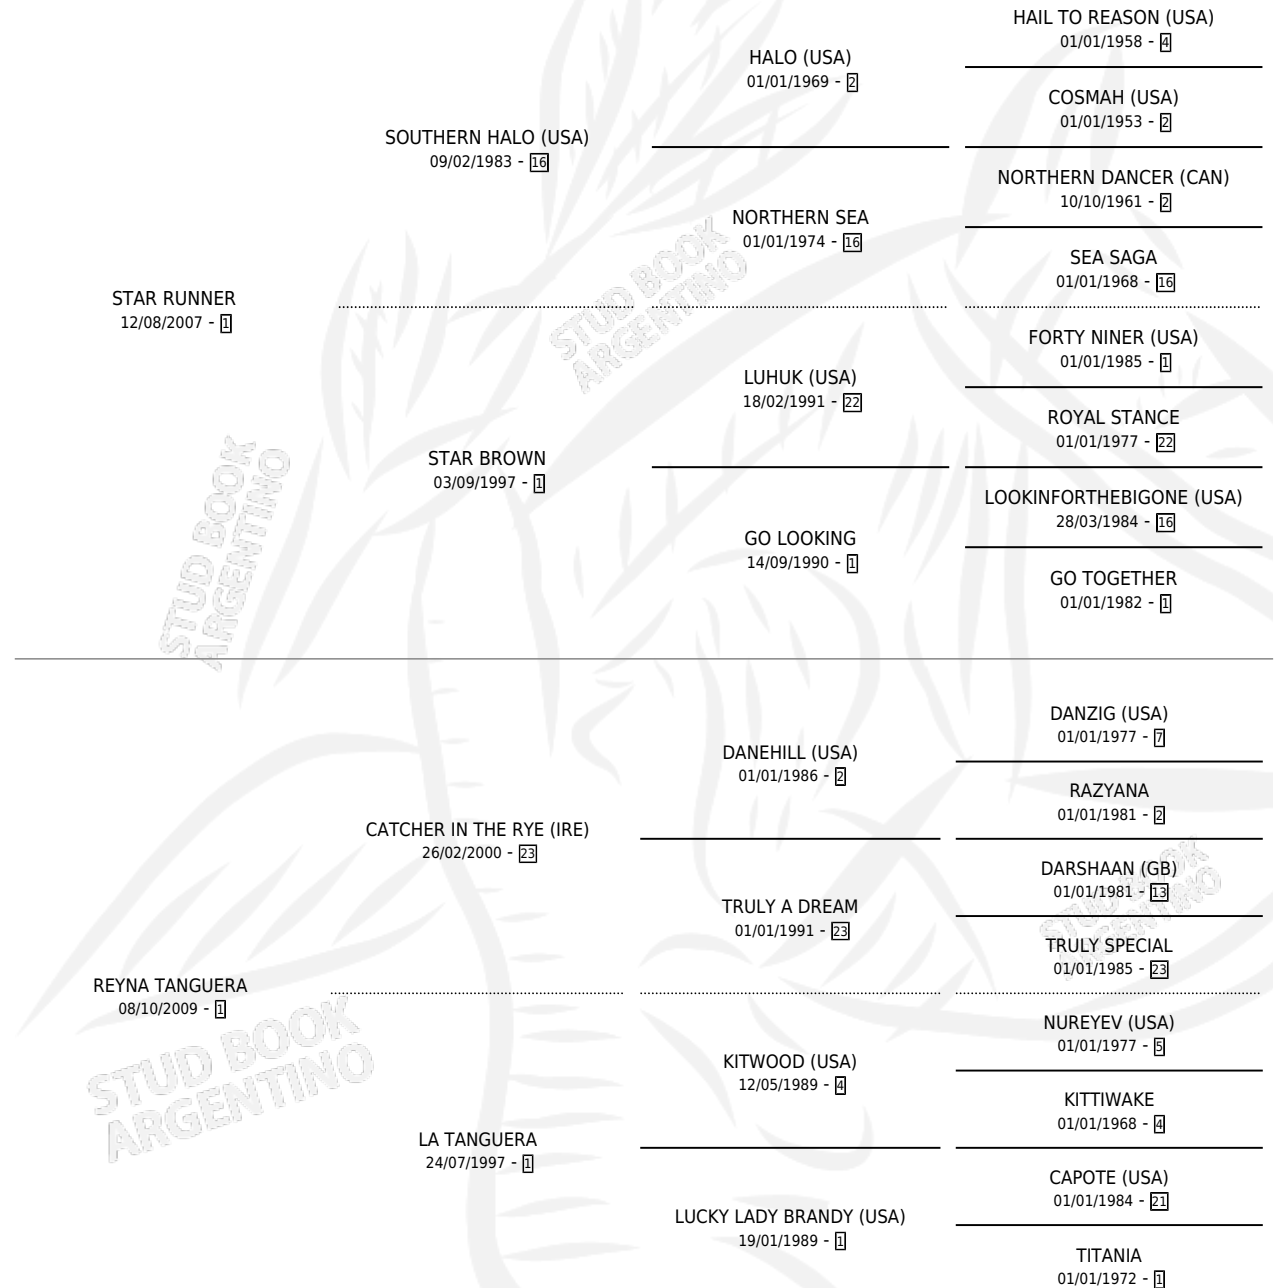 HAIL TO REASON (USA)
01/01/1958 - 4
HALO (USA)
01/01/1969 - 2
COSMAH (USA)
01/01/1953 - 2
SOUTHERN HALO (USA)
09/02/1983 - 16
NORTHERN DANCER (CAN)
10/10/1961 - 2
NORTHERN SEA
01/01/1974 - 16
SEA SAGA
01/01/1968 - 16
STAR RUNNER
12/08/2007 - 1
FORTY NINER (USA)
01/01/1985 - 1
LUHUK (USA)
18/02/1991 - 22
ROYAL STANCE
01/01/1977 - 22
STAR BROWN
03/09/1997 - 1
LOOKINFORTHEBIGONE (USA)
28/03/1984 - 16
GO LOOKING
14/09/1990 - 1
GO TOGETHER
01/01/1982 - 1
DANZIG (USA)
01/01/1977 - 7
DANEHILL (USA)
01/01/1986 - 2
RAZYANA
01/01/1981 - 2
CATCHER IN THE RYE (IRE)
26/02/2000 - 23
DARSHAAN (GB)
01/01/1981 - 13
TRULY A DREAM
01/01/1991 - 23
TRULY SPECIAL
01/01/1985 - 23
REYNA TANGUERA
08/10/2009 - 1
NUREYEV (USA)
01/01/1977 - 5
KITWOOD (USA)
12/05/1989 - 4
KITTIWAKE
01/01/1968 - 4
LA TANGUERA
24/07/1997 - 1
CAPOTE (USA)
01/01/1984 - 21
LUCKY LADY BRANDY (USA)
19/01/1989 - 1
TITANIA
01/01/1972 - 1
STUD BOOK
ARGENTINO
STUD BOOK
ARGENTINO
STUD BOOK
ARGENTINO
STUD BOOK
ARGENTINO